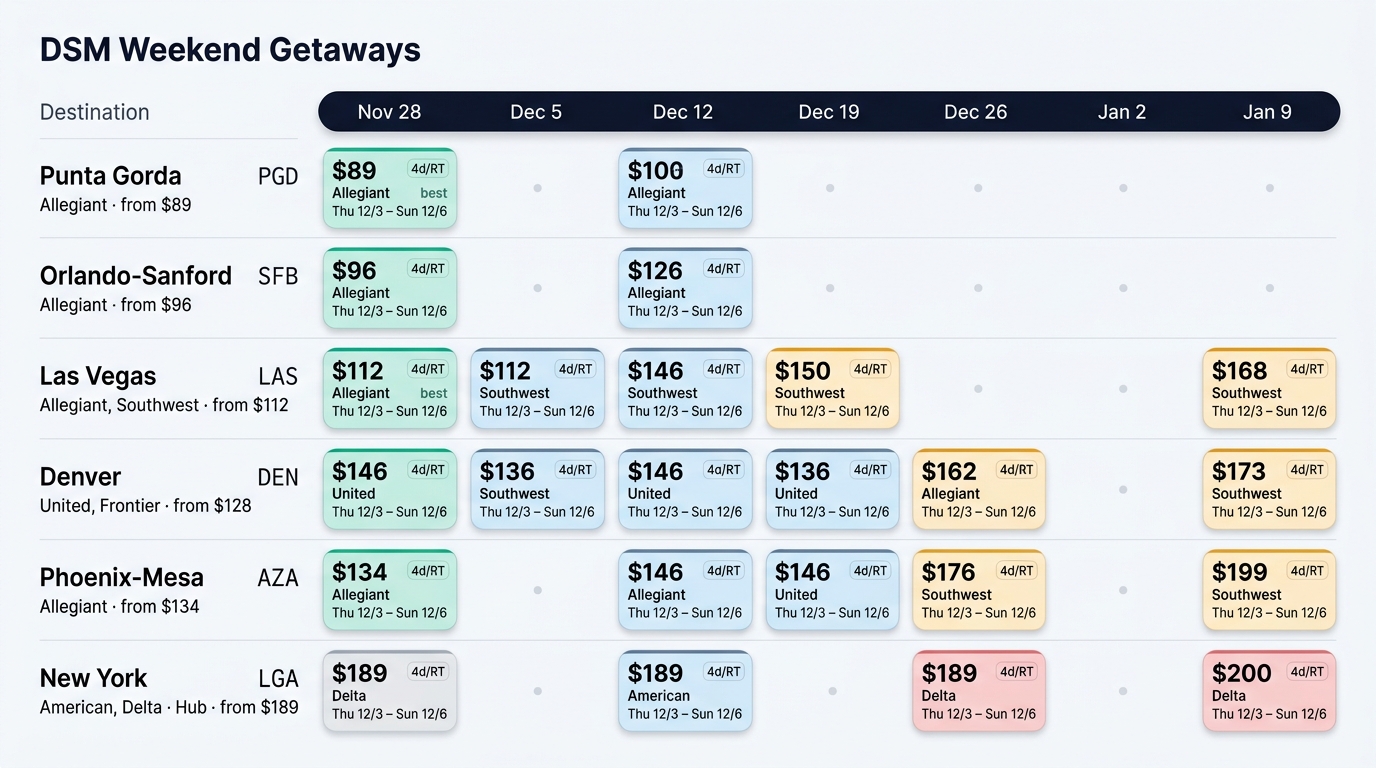 DSM Weekend Getaways
Destination Nov 28 Dec 5 Dec 12 Dec 19 Dec 26 Jan 2 Jan 9
Punta Gorda PGD
Allegiant · from $89
$89 4d/RT
Allegiant best
Thu 12/3 – Sun 12/6
4d/RT
Allegiant
Thu 12/3 – Sun 12/6
Orlando-Sanford SFB
Allegiant · from $96
$96 4d/RT
Allegiant
Thu 12/3 – Sun 12/6
$126 4d/RT
Allegiant
Thu 12/3 – Sun 12/6
Las Vegas LAS
Allegiant, Southwest · from $112
$112 4d/RT
Allegiant best
Thu 12/3 – Sun 12/6
$112 4d/RT
Southwest
Thu 12/3 – Sun 12/6
$146 4d/RT
Southwest
Thu 12/3 – Sun 12/6
$150 4d/RT
Southwest
Thu 12/3 – Sun 12/6
$168 4d/RT
Southwest
Thu 12/3 – Sun 12/6
Denver DEN
United, Frontier · from $128
$146 4d/RT
United
Thu 12/3 – Sun 12/6
$136 4d/RT
Southwest
Thu 12/3 – Sun 12/6
$146 4d/RT
United
Thu 12/3 – Sun 12/6
$136 4d/RT
United
Thu 12/3 – Sun 12/6
$162 4d/RT
Allegiant
Thu 12/3 – Sun 12/6
$173 4d/RT
Southwest
Thu 12/3 – Sun 12/6
Phoenix-Mesa AZA
Allegiant · from $134
$134 4d/RT
Allegiant
Thu 12/3 – Sun 12/6
$146 4d/RT
Allegiant
Thu 12/3 – Sun 12/6
$146 4d/RT
United
Thu 12/3 – Sun 12/6
$176 4d/RT
Southwest
Thu 12/3 – Sun 12/6
$199 4d/RT
Southwest
Thu 12/3 – Sun 12/6
New York LGA
American, Delta · Hub · from $189
$189 4d/RT
Delta
Thu 12/3 – Sun 12/6
$189 4d/RT
American
Thu 12/3 – Sun 12/6
$189 4d/RT
Delta
Thu 12/3 – Sun 12/6
$200 4d/RT
Delta
Thu 12/3 – Sun 12/6